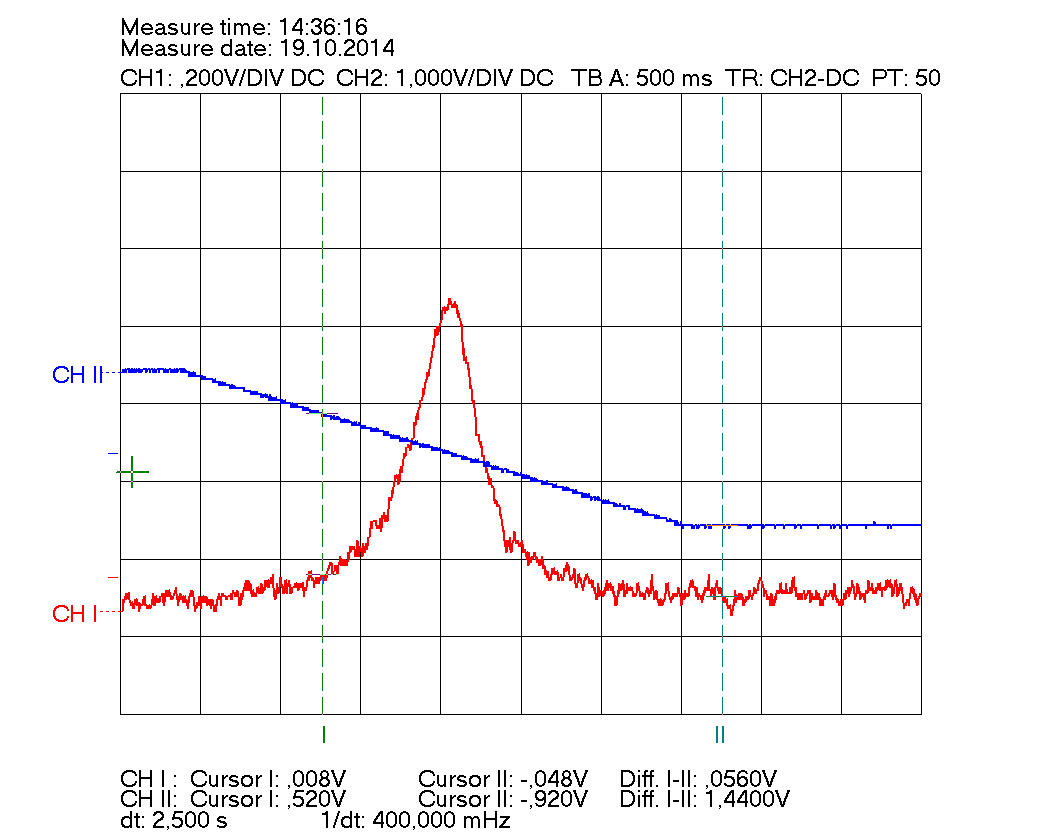 Measure time: 14:36:16
Measure date: 19.10.2014
CH1: ,200V/DIV DC CH2: 1,000V/DIV DC TB A: 500 ms TR: CH2-DC PT: 50
CH II
CH I
I
II
CH I : Cursor I: ,008V Cursor II: -,048V Diff. I-II: ,0560V
CH II: Cursor I: ,520V Cursor II: -,920V Diff. I-II: 1,4400V
dt: 2,500 s 1/dt: 400,000 mHz